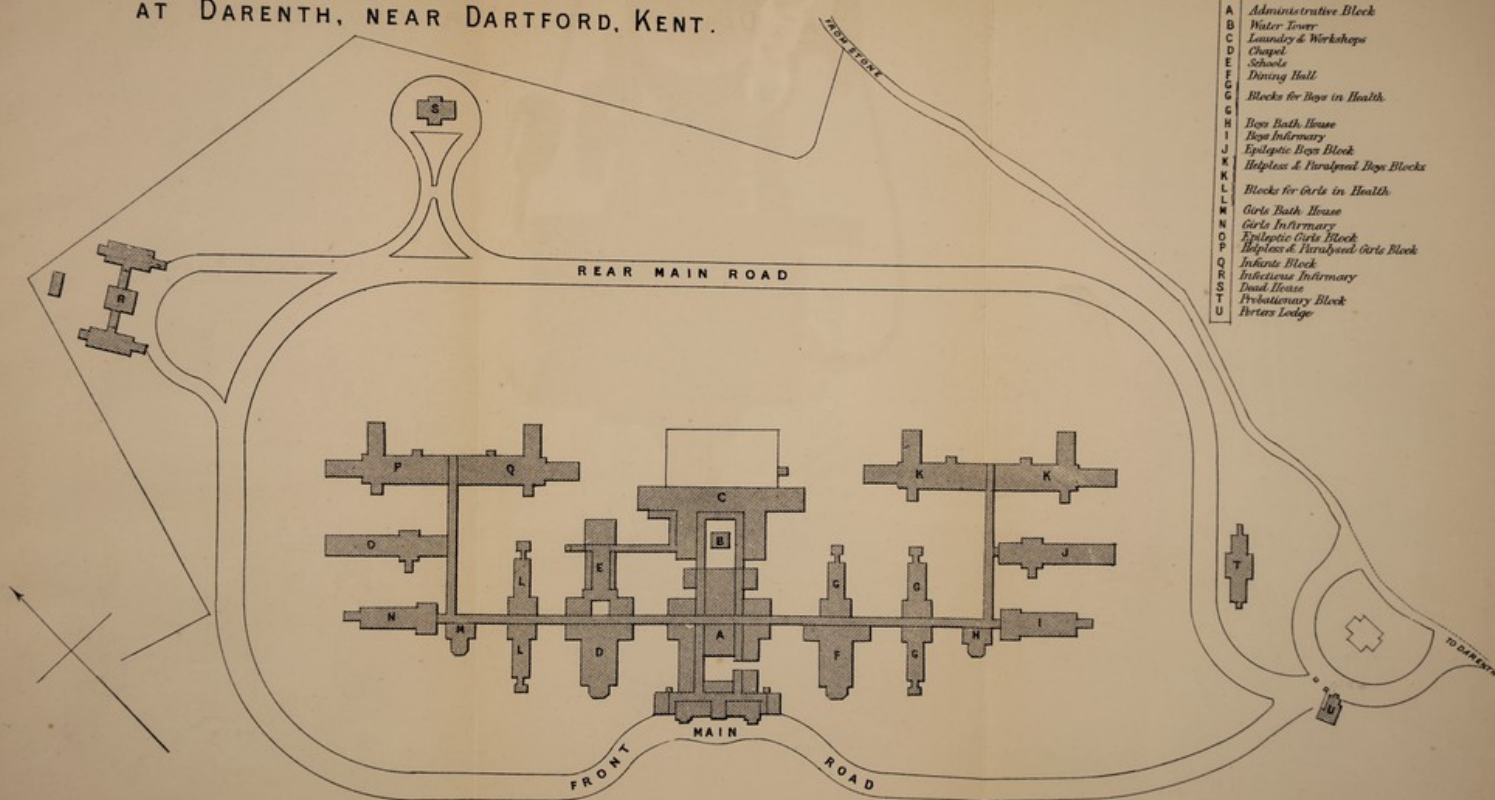 AT DARENTH, NEAR DARTFORD, KENT.
FROM STONE
A Administrative Block
B Water Tower
C Laundry & Workshops
D Chapel
E Schools
F Dining Hall
G
G Blocks for Boys in Health
G
H Boys Bath House
I Boys Infirmary
J Epileptic Boys Block
K Helpless & Paralysed Boys Blocks
K
L Blocks for Girls in Health
L
M Girls Bath House
N Girls Infirmary
O Epileptic Girls Block
P Helpless & Paralysed Girls Block
Q Infants Block
R Infectious Infirmary
S Dead House
T Probationary Block
U Porters Lodge
S
REAR MAIN ROAD
R
P Q
C
K K
O
B
J
L
E
G
G
T
N
M
L
D
A
F
G
H
I
TO DARENTH
U
FRONT MAIN ROAD